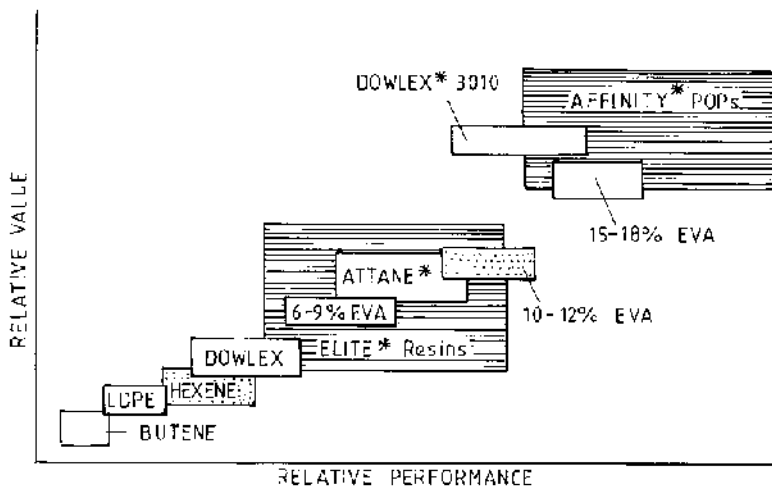 DOWLEX* 3010
AFFINITY* POPs
15-18% EVA
ATTANE*
6-9% EVA
10-12% EVA
ELITE* Resins
DOWLEX
HEXENE
LDPE
BUTENE
RELATIVE VALUE
RELATIVE PERFORMANCE